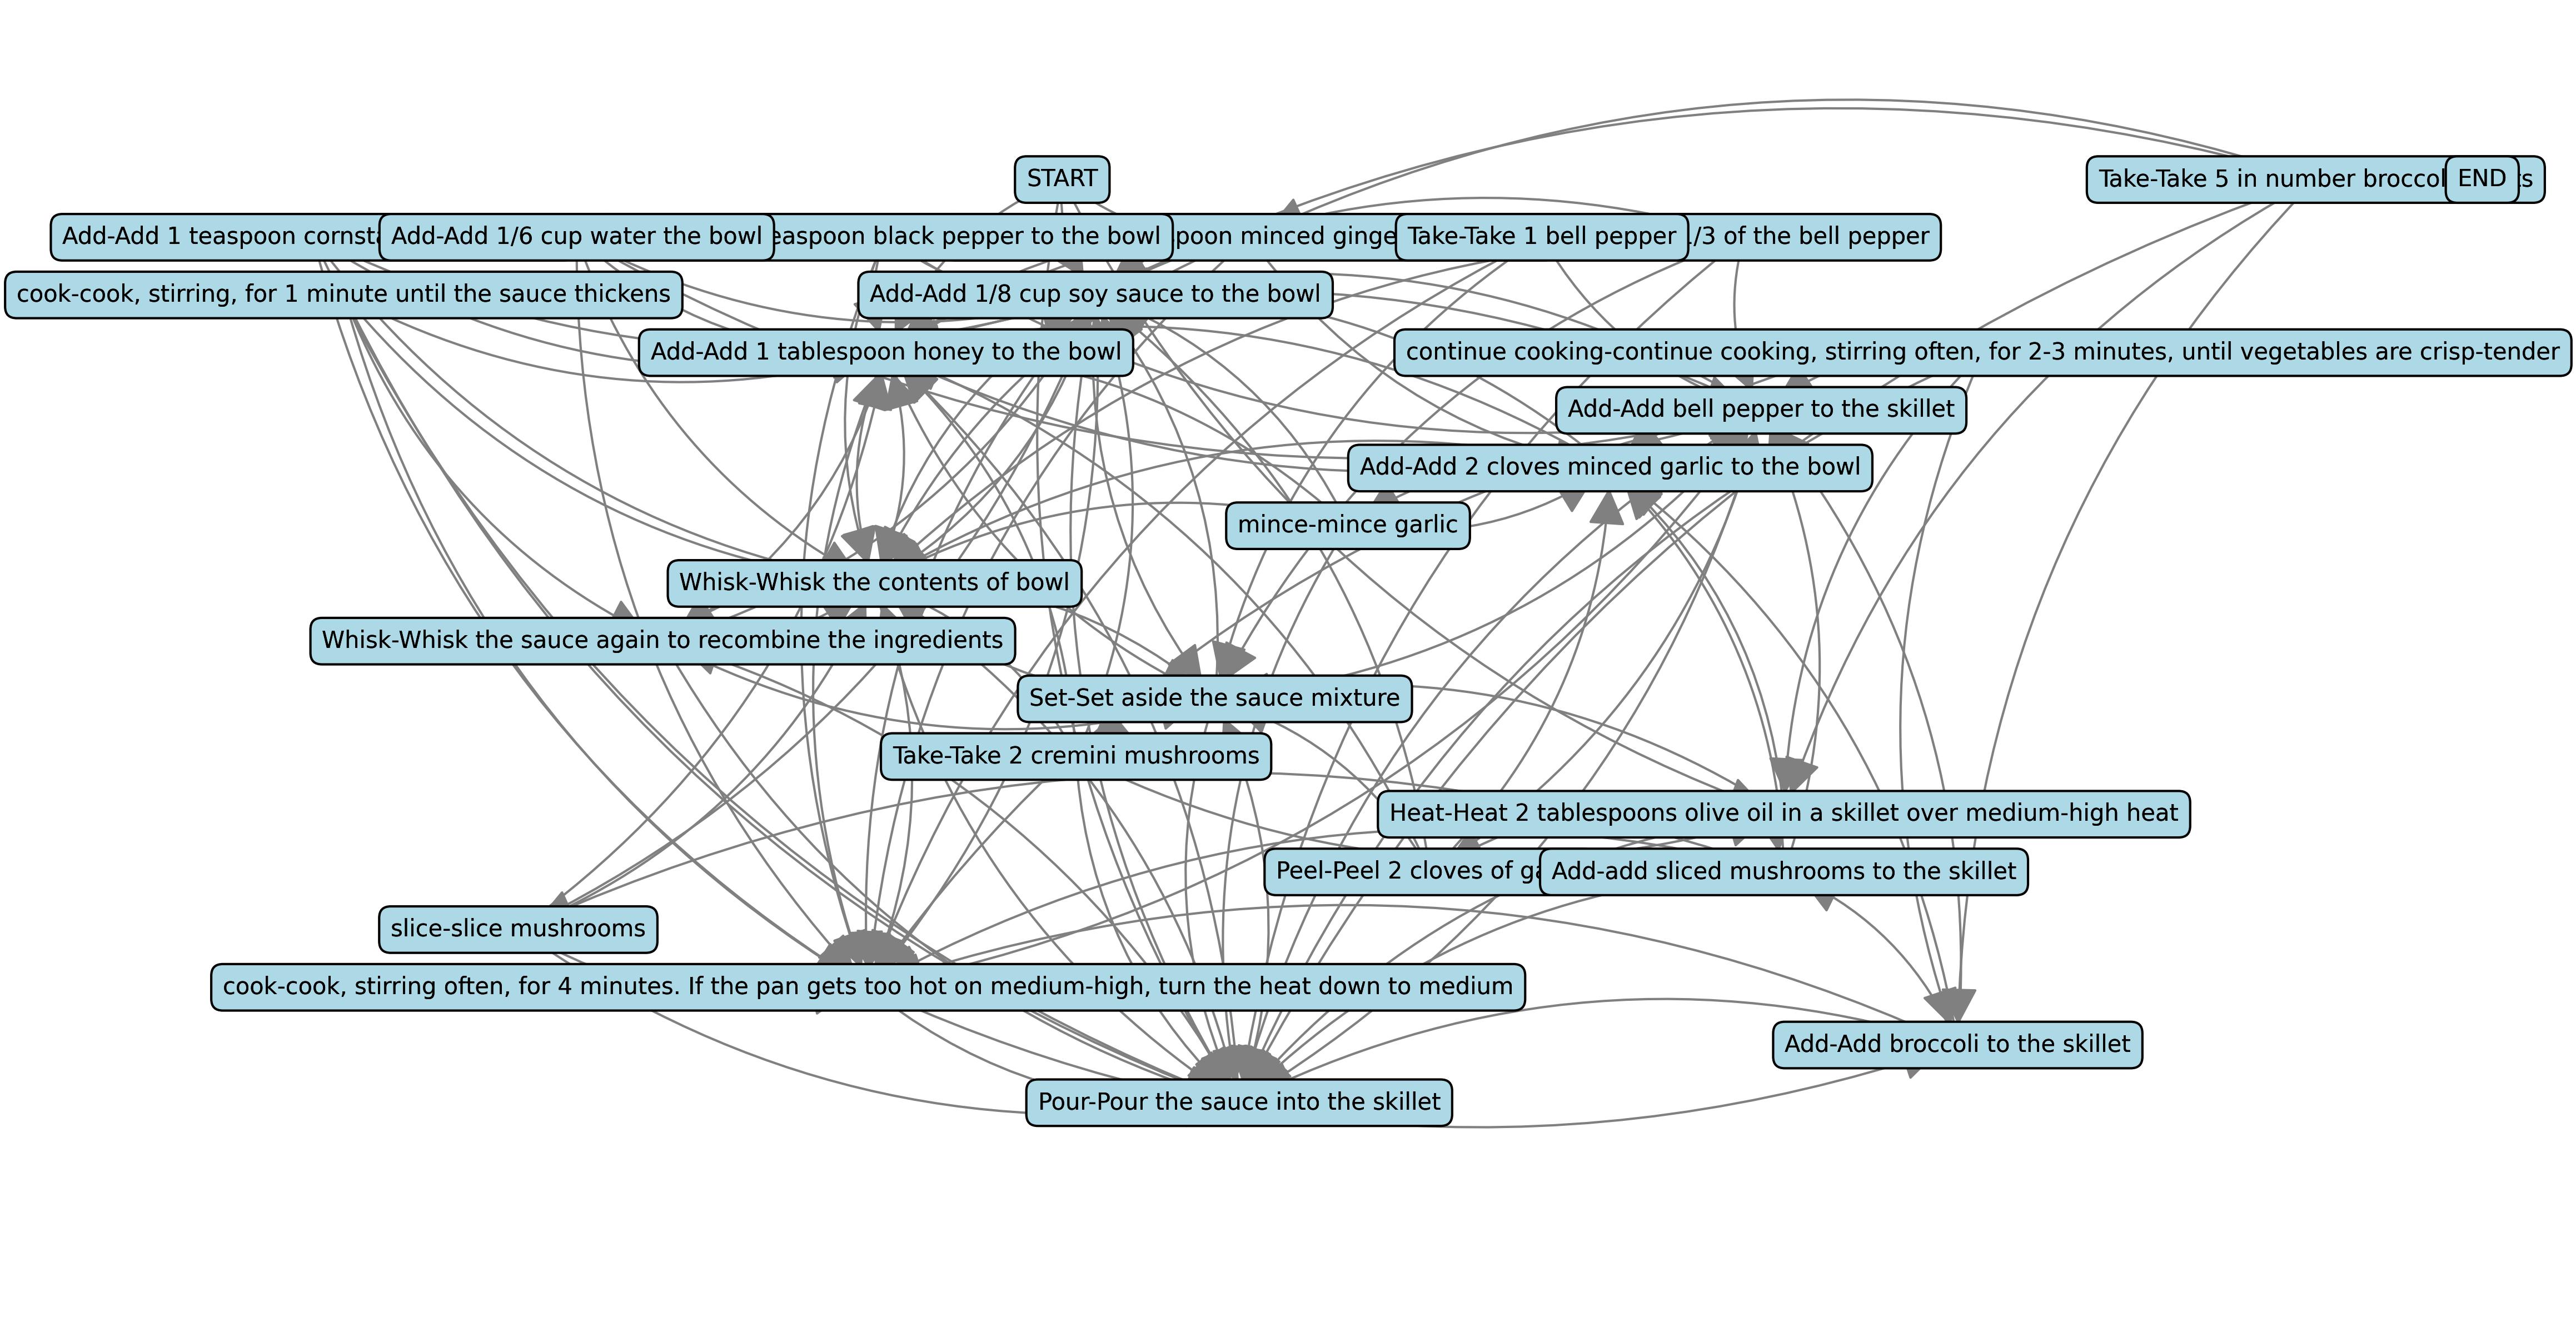 START
Take-Take 5 in number broccol
END
s
Add-Add 1 teaspoon cornsta
Add-Add 1/6 cup water the bowl
easpoon black pepper to the bowl
poon minced ginge
Take-Take 1 bell pepper
1/3 of the bell pepper
cook-cook, stirring, for 1 minute until the sauce thickens
Add-Add 1/8 cup soy sauce to the bowl
Add-Add 1 tablespoon honey to the bowl
continue cooking-continue cooking, stirring often, for 2-3 minutes, until vegetables are crisp-tender
Add-Add bell pepper to the skillet
Add-Add 2 cloves minced garlic to the bowl
mince-mince garlic
Whisk-Whisk the contents of bowl
Whisk-Whisk the sauce again to recombine the ingredients
Set-Set aside the sauce mixture
Take-Take 2 cremini mushrooms
Heat-Heat 2 tablespoons olive oil in a skillet over medium-high heat
Peel-Peel 2 cloves of ga
Add-add sliced mushrooms to the skillet
slice-slice mushrooms
cook-cook, stirring often, for 4 minutes. If the pan gets too hot on medium-high, turn the heat down to medium
Add-Add broccoli to the skillet
Pour-Pour the sauce into the skillet